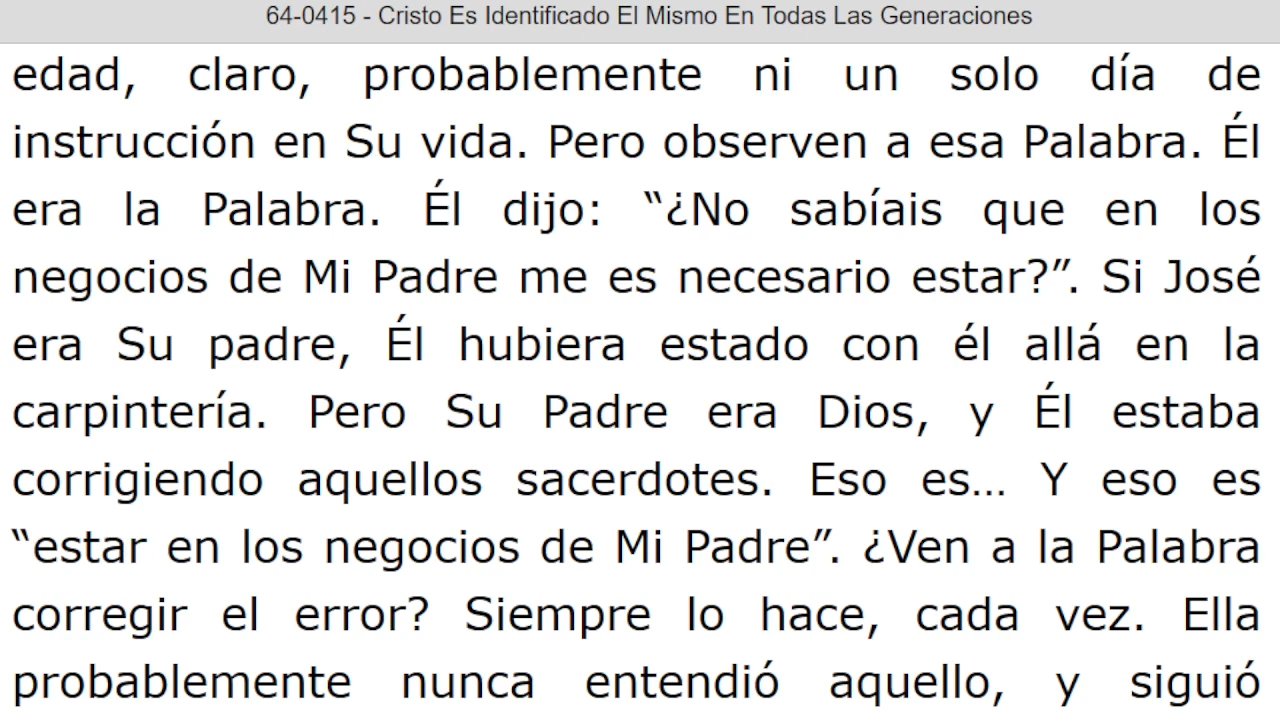 64-0415 - Cristo Es Identificado El Mismo En Todas Las Generaciones
edad, claro, probablemente ni un solo día de
instrucción en Su vida. Pero observen a esa Palabra. Él
era la Palabra. Él dijo: “¿No sabíais que en los
negocios de Mi Padre me es necesario estar?”. Si José
era Su padre, Él hubiera estado con él allá en la
carpintería. Pero Su Padre era Dios, y Él estaba
corrigiendo aquellos sacerdotes. Eso es… Y eso es
“estar en los negocios de Mi Padre”. ¿Ven a la Palabra
corregir el error? Siempre lo hace, cada vez. Ella
probablemente nunca entendió aquello, y siguió